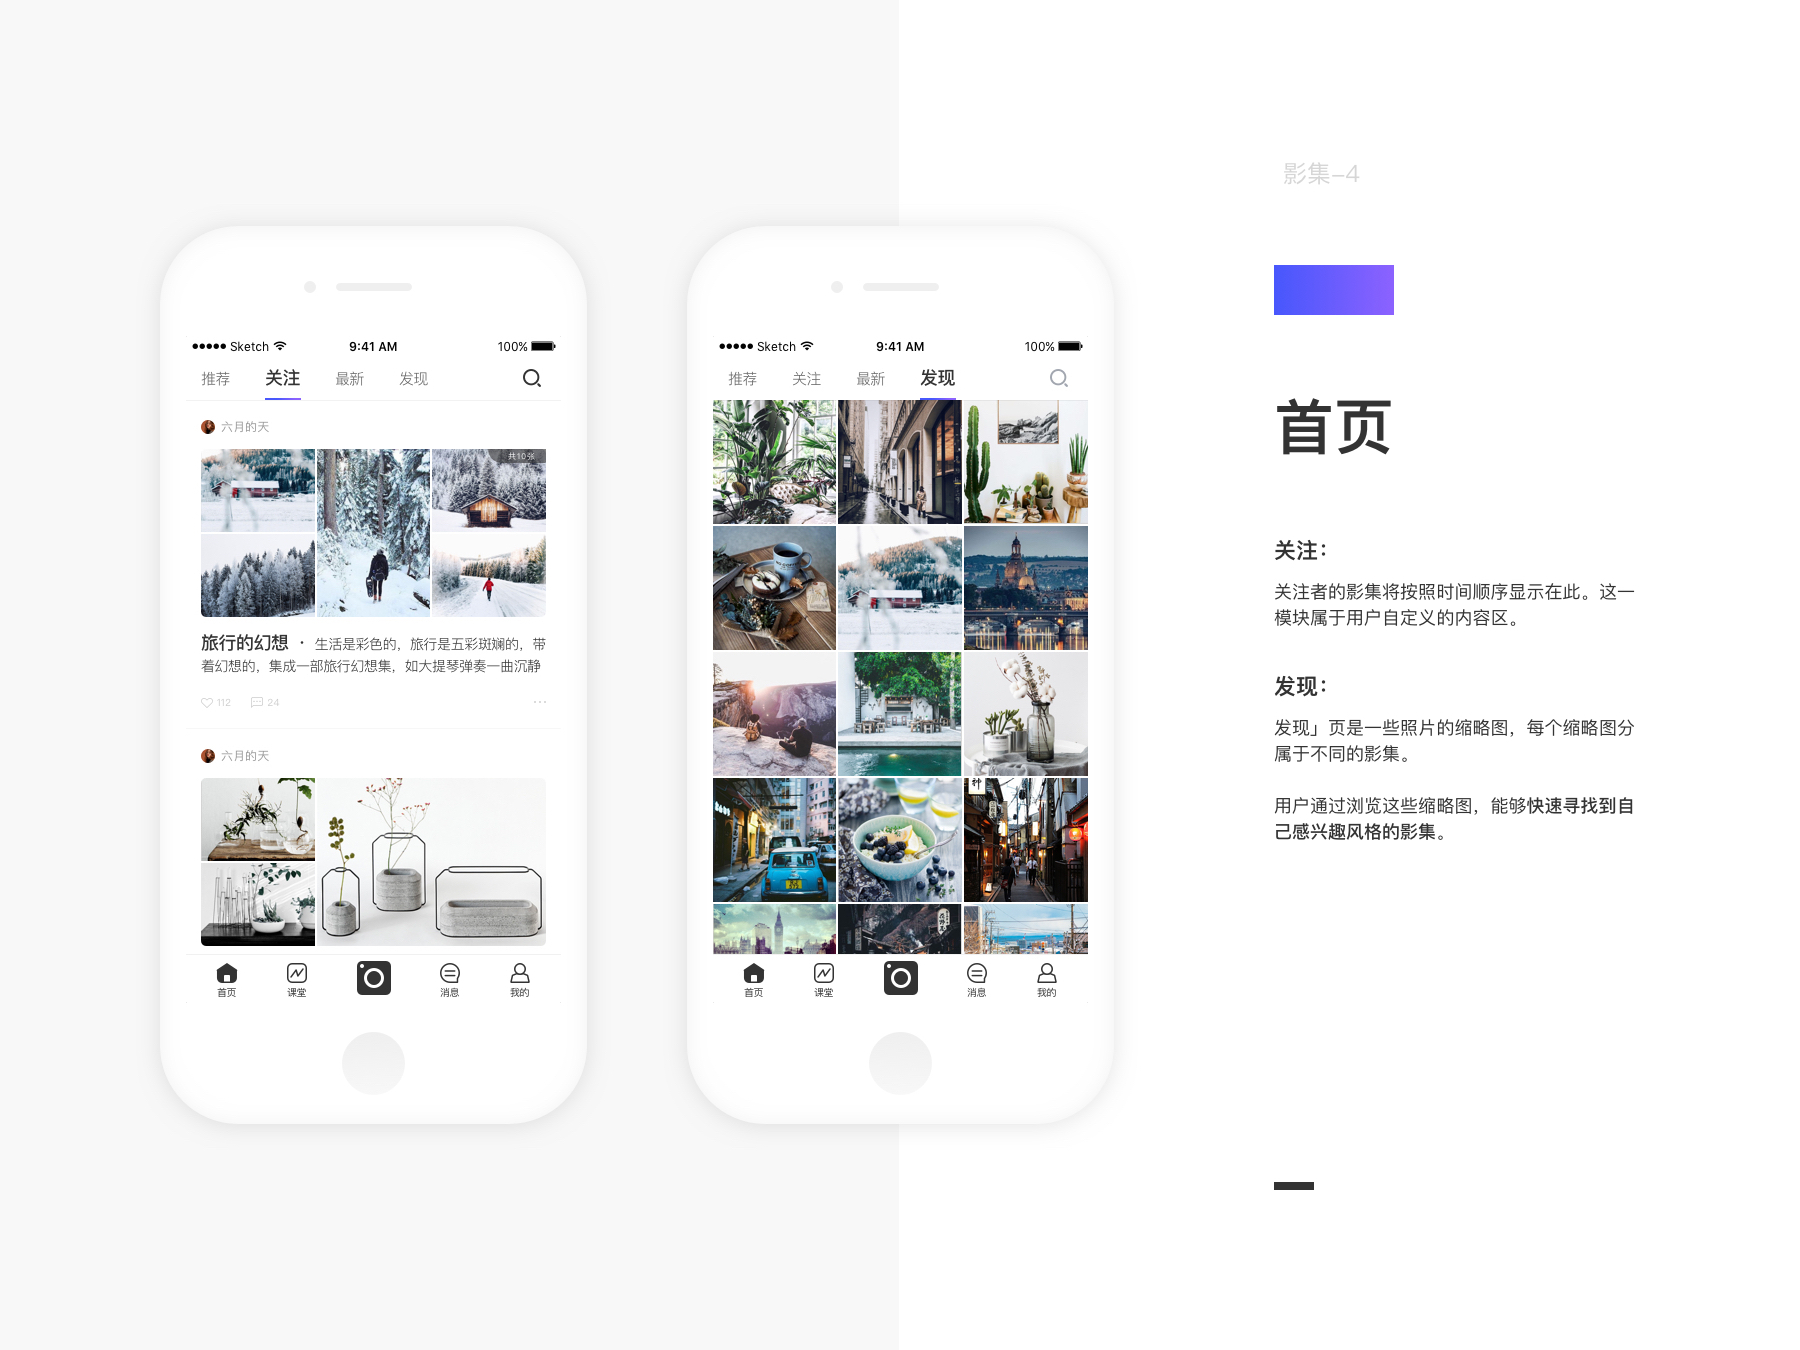 影集–4
Sketch 9:41 AM 100%
推荐 关注 最新 发现
六月的天
共10张
旅行的幻想 · 生活是彩色的，旅行是五彩斑斓的，带
着幻想的，集成一部旅行幻想集，如大提琴弹奏一曲沉静
112 24
六月的天
首页 课堂 消息 我的
Sketch 9:41 AM 100%
推荐 关注 最新 发现
首页 课堂 消息 我的
首页
关注：
关注者的影集将按照时间顺序显示在此。这一
模块属于用户自定义的内容区。
发现：
发现」页是一些照片的缩略图，每个缩略图分
属于不同的影集。
用户通过浏览这些缩略图，能够快速寻找到自
己感兴趣风格的影集。